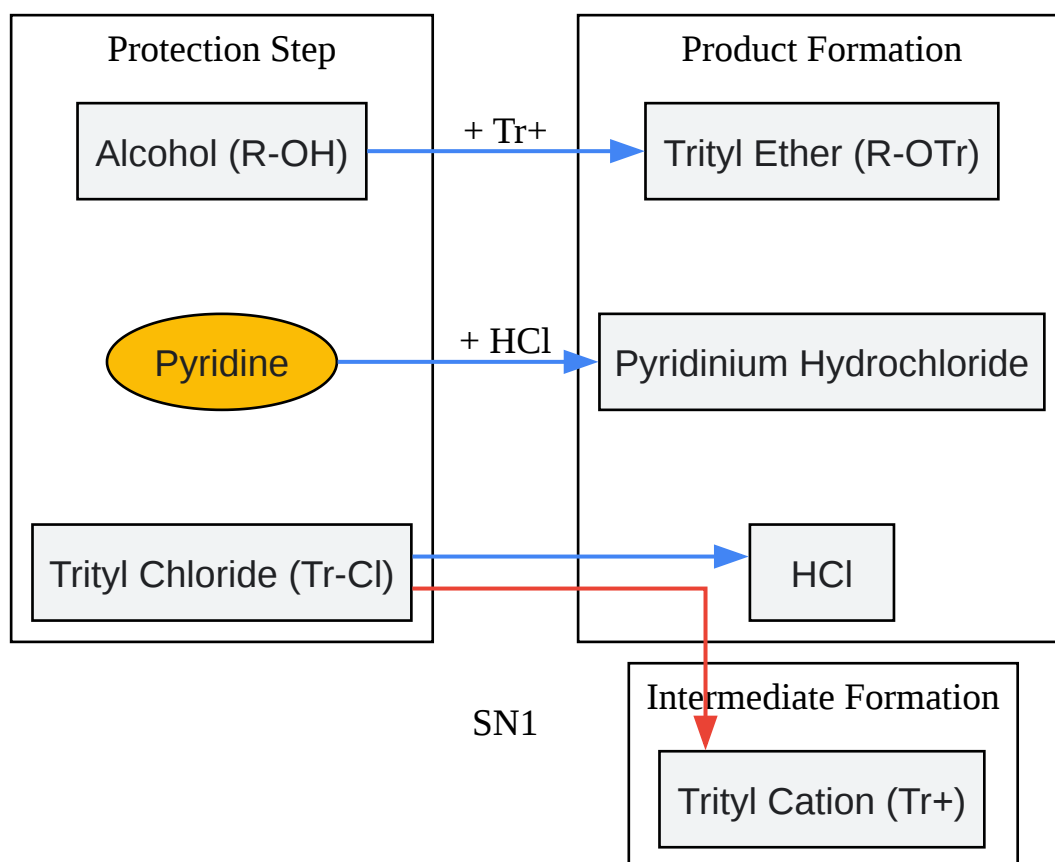 Protection Step
Product Formation
Alcohol (R-OH)
+ Tr+
Trityl Ether (R-OTr)
Pyridine
+ HCl
Pyridinium Hydrochloride
Trityl Chloride (Tr-Cl)
HCl
Intermediate Formation
SN1
Trityl Cation (Tr+)